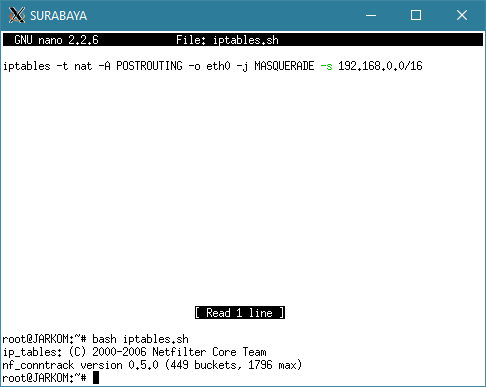 SURABAYA
GNU nano 2.2.6 File: iptables.sh
iptables -t nat -A POSTROUTING -o eth0 -j MASQUERADE -s 192.168.0.0/16
[ Read 1 line ]
root@JARKOM:~# bash iptables.sh
ip_tables: (C) 2000-2006 Netfilter Core Team
nf_conntrack version 0.5.0 (449 buckets, 1796 max)
root@JARKOM:~#